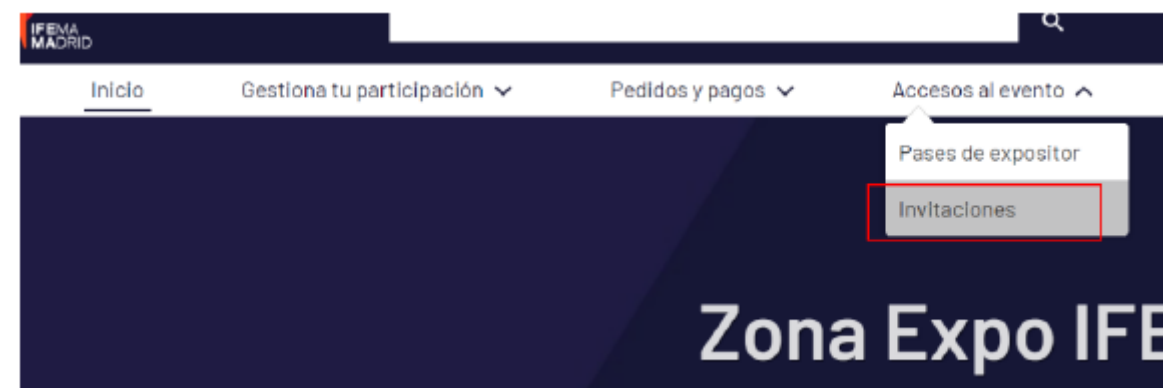 IFEMA
MADRID
Inicio
Gestiona tu participación
Pedidos y pagos
Accesos al evento
Pases de expositor
Invitaciones
Zona Expo IFE